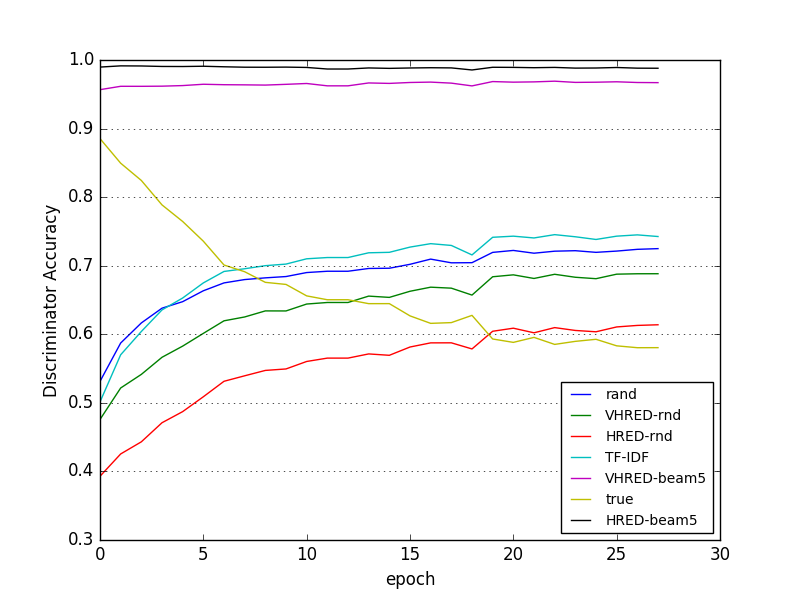 1.0
0.9
0.8
0.7
0.6
0.5
0.4
0.3
Discriminator Accuracy
rand
VHRED-rnd
HRED-rnd
TF-IDF
VHRED-beam5
true
HRED-beam5
0 5 10 15 20 25 30
epoch